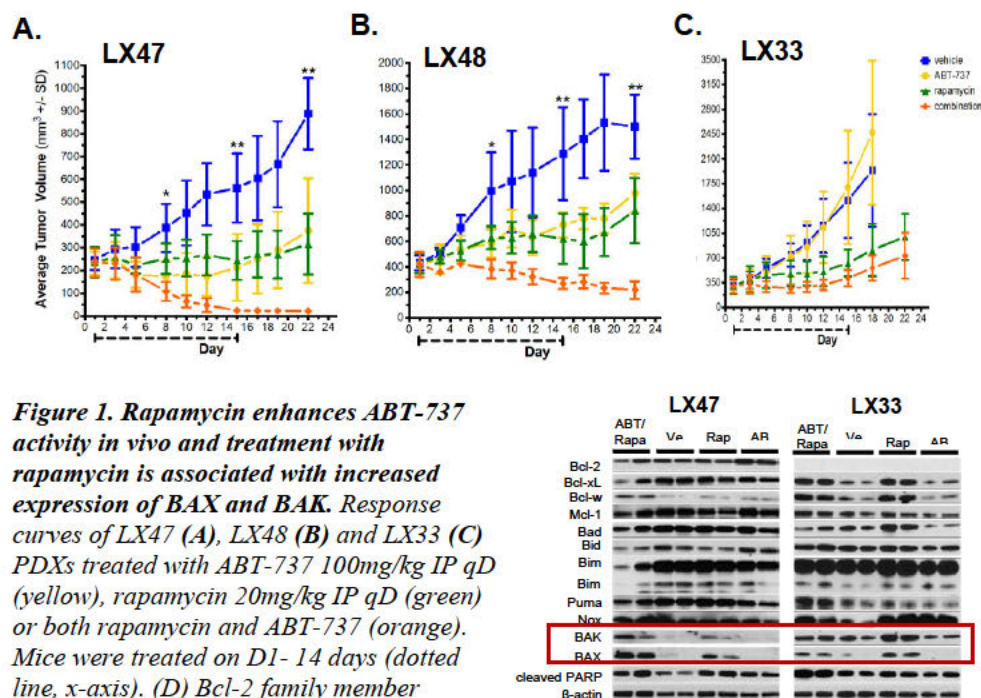 A.
LX47
B.
LX48
C.
LX33
vehicle
ABT-737
rapamycin
combination
Average Tumor Volume (mm³ +/- SD)
1100
1000
900
800
700
600
500
400
300
200
100
0
*
**
**
0 2 4 6 8 10 12 14 16 18 20 22 24
Day
2000
1800
1600
1400
1200
1000
800
600
400
200
0
*
**
**
0 2 4 6 8 10 12 14 16 18 20 22 24
Day
3500
3150
2800
2450
2100
1750
1400
1050
700
350
0
0 2 4 6 8 10 12 14 16 18 20 22 24
Day
Figure 1. Rapamycin enhances ABT-737
activity in vivo and treatment with
rapamycin is associated with increased
expression of BAX and BAK. Response
curves of LX47 (A), LX48 (B) and LX33 (C)
PDXs treated with ABT-737 100mg/kg IP qD
(yellow), rapamycin 20mg/kg IP qD (green)
or both rapamycin and ABT-737 (orange).
Mice were treated on D1- 14 days (dotted
line, x-axis). (D) Bcl-2 family member
LX47
LX33
ABT/
Rapa
Ve
Rap
AB
ABT/
Rapa
Ve
Rap
AB
Bcl-2
Bcl-xL
Bcl-w
Mcl-1
Bad
Bid
Bim
Bim
Puma
Nox
BAK
BAX
cleaved PARP
β-actin